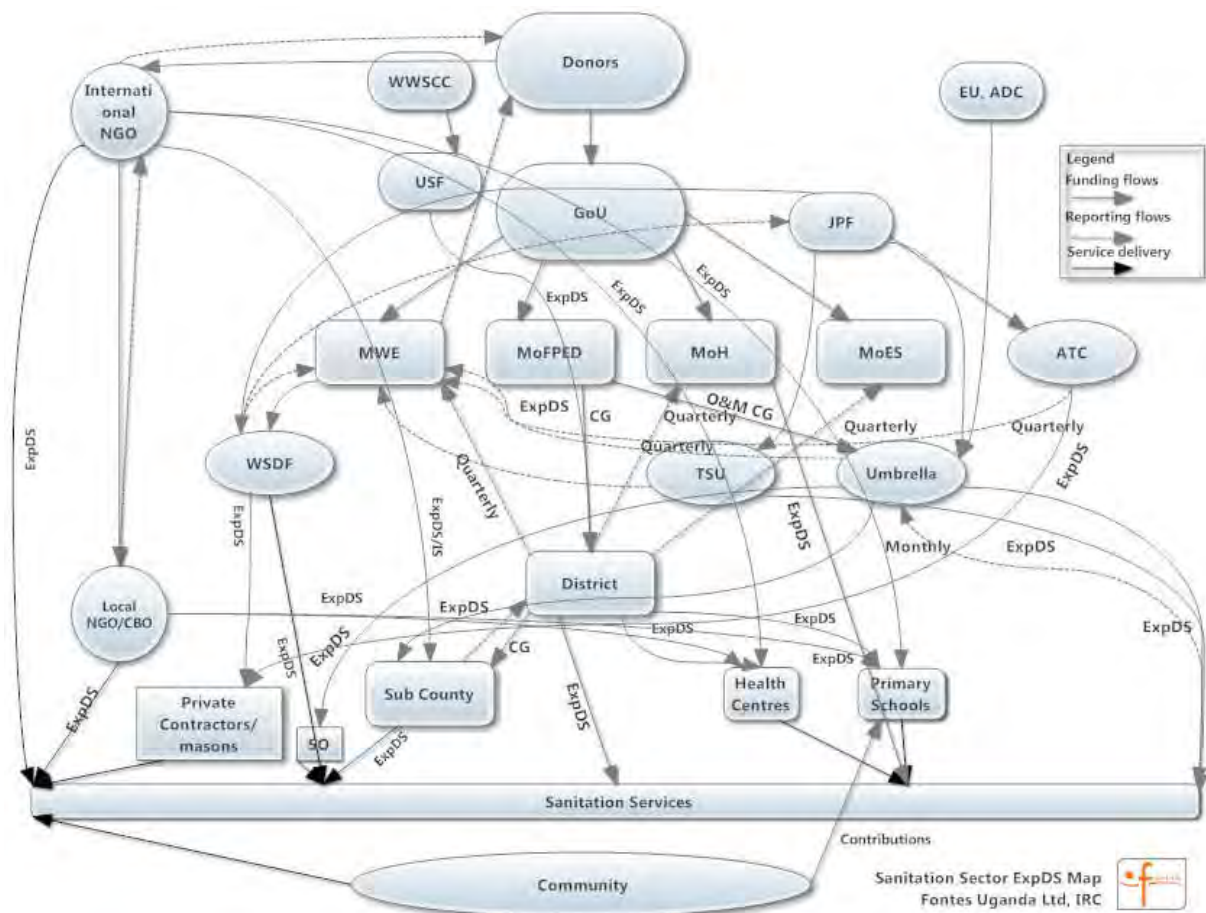 Donors
WWSCC
EU, ADC
Internati
onal
NGO
Legend
Funding flows
Reporting flows
Service delivery
USF
GoU
JPF
ExpDS
ExpDS
ExpDS
MWE
MoFPED
MoH
MoES
ATC
ExpDS
CG
O&M CG
Quarterly
Quarterly
Quarterly
Quarterly
ExpDS
WSDF
TSU
Umbrella
ExpDS
Quarterly
ExpDS
ExpDS/IS
ExpDS
Monthly
ExpDS
District
Local
NGO/CBO
ExpDS
ExpDS
ExpDS
ExpDS
ExpDS
ExpDS
CG
ExpDS
Sub County
Health
Centres
Primary
Schools
Private
Contractors/
masons
SO
ExpDS
ExpDS
ExpDS
Sanitation Services
Contributions
Community
Sanitation Sector ExpDS Map
Fontes Uganda Ltd, IRC